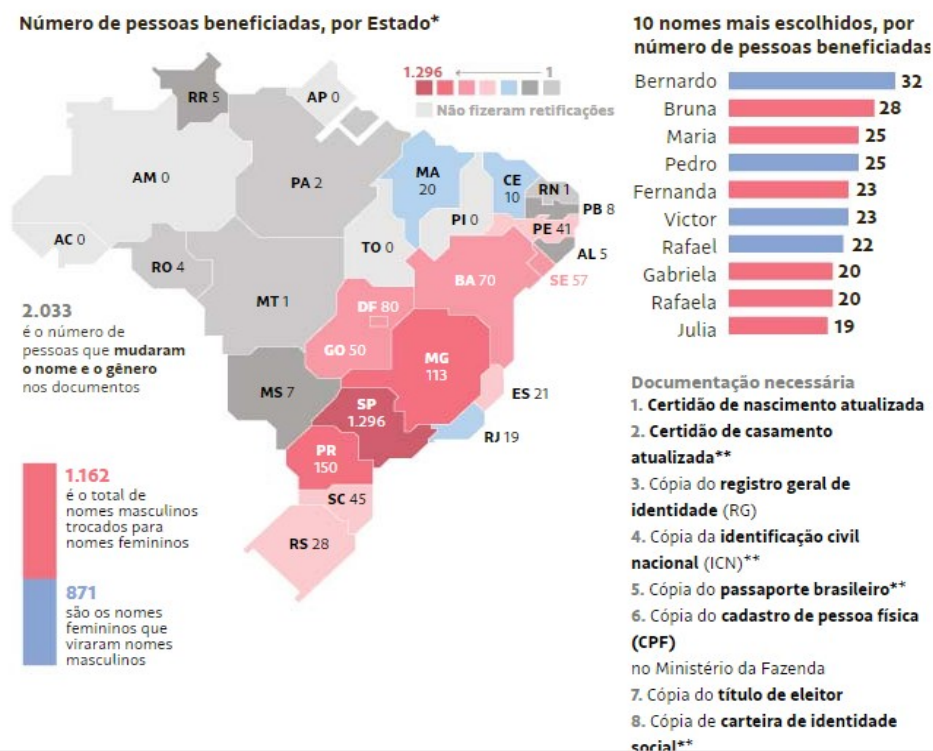 Número de pessoas beneficiadas, por Estado*
1.296
1
Não fizeram retificações
RR 5
AP 0
AM 0
PA 2
MA
20
CE
10
RN 1
PB 8
PI 0
PE 41
AC 0
TO 0
AL 5
RO 4
BA 70
SE 57
MT 1
DF 80
GO 50
MG
113
MS 7
ES 21
SP
1.296
RJ 19
PR
150
SC 45
RS 28
2.033
é o número de
pessoas que mudaram
o nome e o gênero
nos documentos
1.162
é o total de
nomes masculinos
trocados para
nomes femininos
871
são os nomes
femininos que
viraram nomes
masculinos
10 nomes mais escolhidos, por
número de pessoas beneficiadas
Bernardo 32
Bruna 28
Maria 25
Pedro 25
Fernanda 23
Victor 23
Rafael 22
Gabriela 20
Rafaela 20
Julia 19
Documentação necessária
1. Certidão de nascimento atualizada
2. Certidão de casamento
atualizada**
3. Cópia do registro geral de
identidade (RG)
4. Cópia da identificação civil
nacional (ICN)**
5. Cópia do passaporte brasileiro**
6. Cópia do cadastro de pessoa física
(CPF)
no Ministério da Fazenda
7. Cópia do título de eleitor
8. Cópia de carteira de identidade
social**